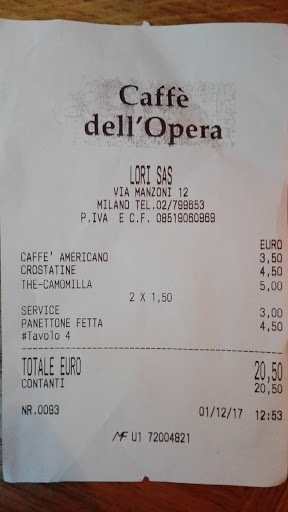 Caffè
dell'Opera
LORI SAS
VIA MANZONI 12
MILANO TEL.02/799653
P.IVA E C.F. 08519060969
EURO
CAFFE' AMERICANO 3,50
CROSTATINE 4,50
THE-CAMOMILLA 5,00
2 X 1,50
SERVICE 3,00
PANETTONE FETTA 4,50
#Tavolo 4
TOTALE EURO 20,50
CONTANTI 20,50
NR.0093 01/12/17 12:53
MF U1 72004821